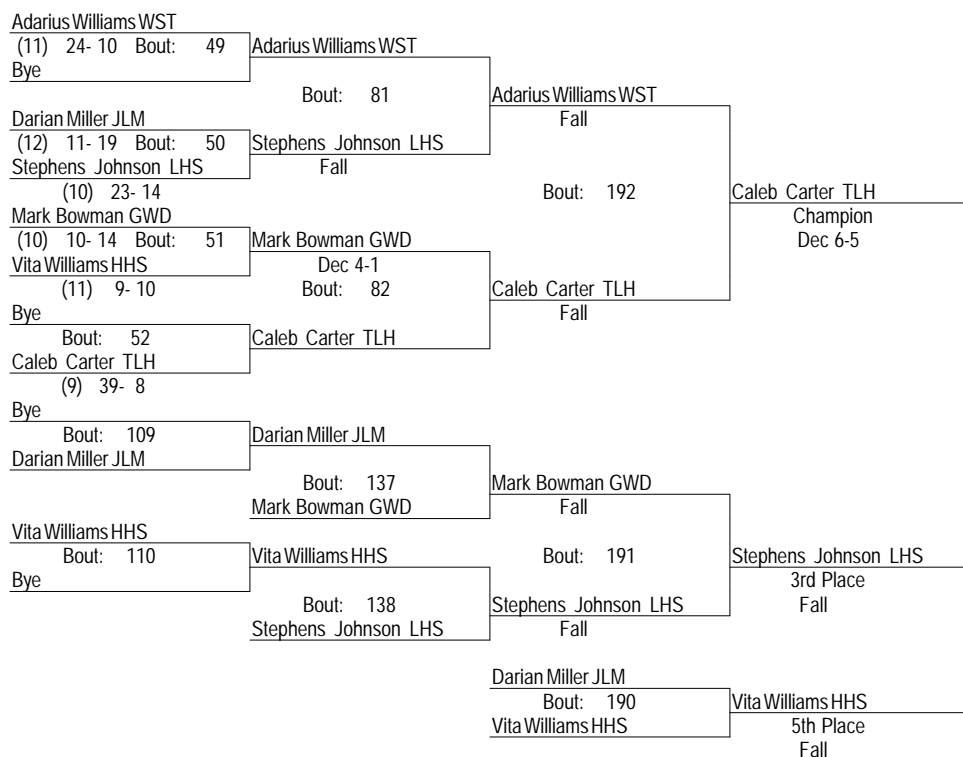 Adarius Williams WST
(11) 24- 10 Bout: 49
Bye
Adarius Williams WST
Bout: 81
Darian Miller JLM
(12) 11- 19 Bout: 50
Stephens Johnson LHS
(10) 23- 14
Stephens Johnson LHS
Fall
Adarius Williams WST
Fall
Bout: 192
Mark Bowman GWD
(10) 10- 14 Bout: 51
Vita Williams HHS
(11) 9- 10
Mark Bowman GWD
Dec 4-1
Bout: 82
Bye
Bout: 52
Caleb Carter TLH
(9) 39- 8
Caleb Carter TLH
Caleb Carter TLH
Fall
Caleb Carter TLH
Champion
Dec 6-5
Bye
Bout: 109
Darian Miller JLM
Darian Miller JLM
Bout: 137
Mark Bowman GWD
Mark Bowman GWD
Fall
Bout: 191
Vita Williams HHS
Bout: 110
Bye
Vita Williams HHS
Bout: 138
Stephens Johnson LHS
Stephens Johnson LHS
Fall
Stephens Johnson LHS
3rd Place
Fall
Darian Miller JLM
Bout: 190
Vita Williams HHS
Vita Williams HHS
5th Place
Fall